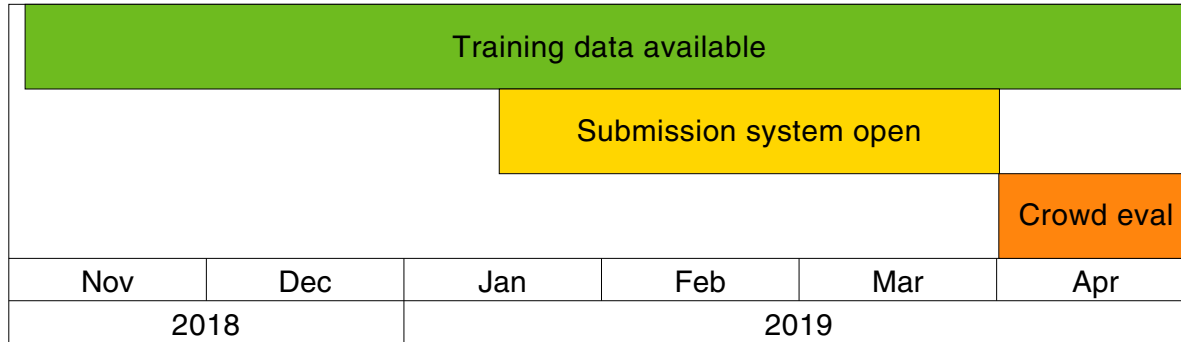 Training data available
Submission system open
Crowd eval
Nov Dec Jan Feb Mar Apr
2018 2019